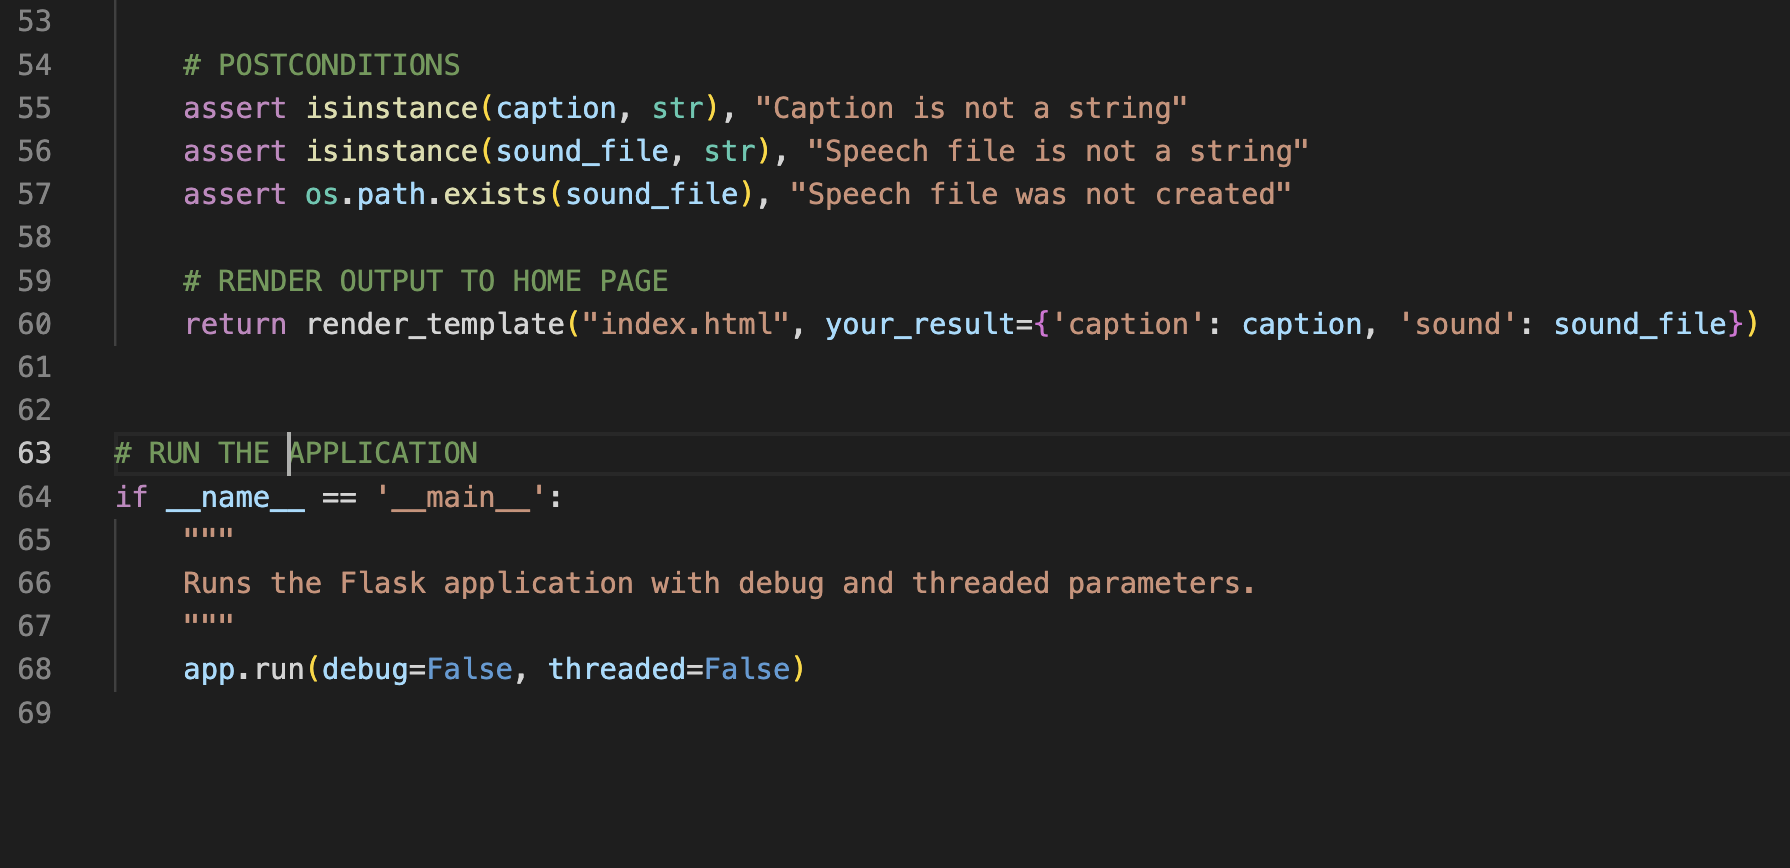 53
54 # POSTCONDITIONS
55 assert isinstance(caption, str), "Caption is not a string"
56 assert isinstance(sound_file, str), "Speech file is not a string"
57 assert os.path.exists(sound_file), "Speech file was not created"
58
59 # RENDER OUTPUT TO HOME PAGE
60 return render_template("index.html", your_result={'caption': caption, 'sound': sound_file})
61
62
63 # RUN THE APPLICATION
64 if __name__ == '__main__':
65 """
66 Runs the Flask application with debug and threaded parameters.
67 """
68 app.run(debug=False, threaded=False)
69